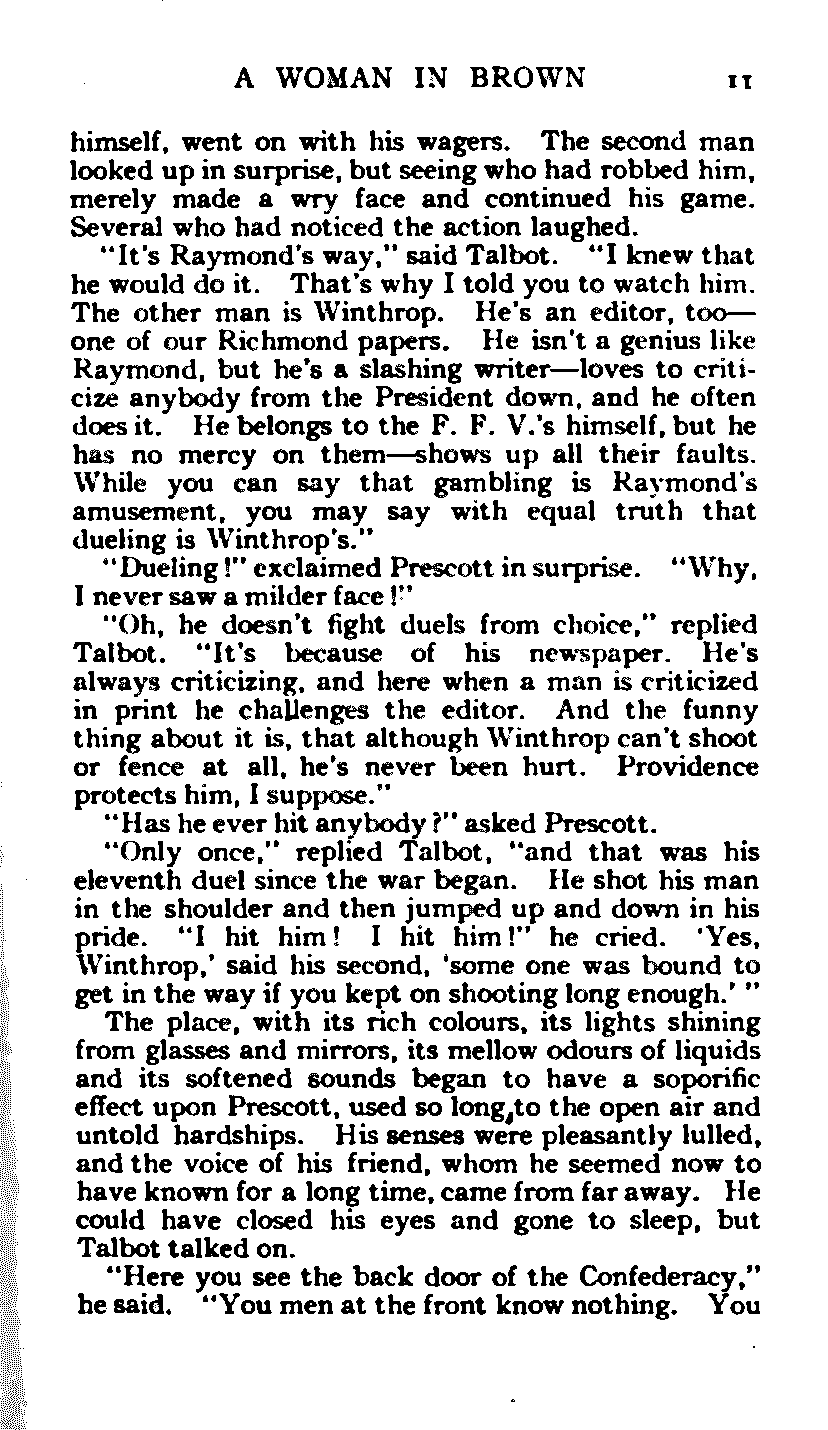 A WOMAN IN BROWN 11
himself, went on with his wagers. The second man
looked up in surprise, but seeing who had robbed him,
merely made a wry face and continued his game.
Several who had noticed the action laughed.
"It's Raymond's way," said Talbot. "I knew that
he would do it. That's why I told you to watch him.
The other man is Winthrop. He's an editor, too—
one of our Richmond papers. He isn't a genius like
Raymond, but he's a slashing writer—loves to criti-
cize anybody from the President down, and he often
does it. He belongs to the F. F. V.'s himself, but he
has no mercy on them—shows up all their faults.
While you can say that gambling is Raymond's
amusement, you may say with equal truth that
dueling is Winthrop's."
"Dueling!" exclaimed Prescott in surprise. "Why,
I never saw a milder face!"
"Oh, he doesn't fight duels from choice," replied
Talbot. "It's because of his newspaper. He's
always criticizing, and here when a man is criticized
in print he challenges the editor. And the funny
thing about it is, that although Winthrop can't shoot
or fence at all, he's never been hurt. Providence
protects him, I suppose."
"Has he ever hit anybody?" asked Prescott.
"Only once," replied Talbot, "and that was his
eleventh duel since the war began. He shot his man
in the shoulder and then jumped up and down in his
pride. "I hit him! I hit him!" he cried. 'Yes,
Winthrop,' said his second, 'some one was bound to
get in the way if you kept on shooting long enough.' "
The place, with its rich colours, its lights shining
from glasses and mirrors, its mellow odours of liquids
and its softened sounds began to have a soporific
effect upon Prescott, used so long to the open air and
untold hardships. His senses were pleasantly lulled,
and the voice of his friend, whom he seemed now to
have known for a long time, came from far away. He
could have closed his eyes and gone to sleep, but
Talbot talked on.
"Here you see the back door of the Confederacy,"
he said. "You men at the front know nothing. You